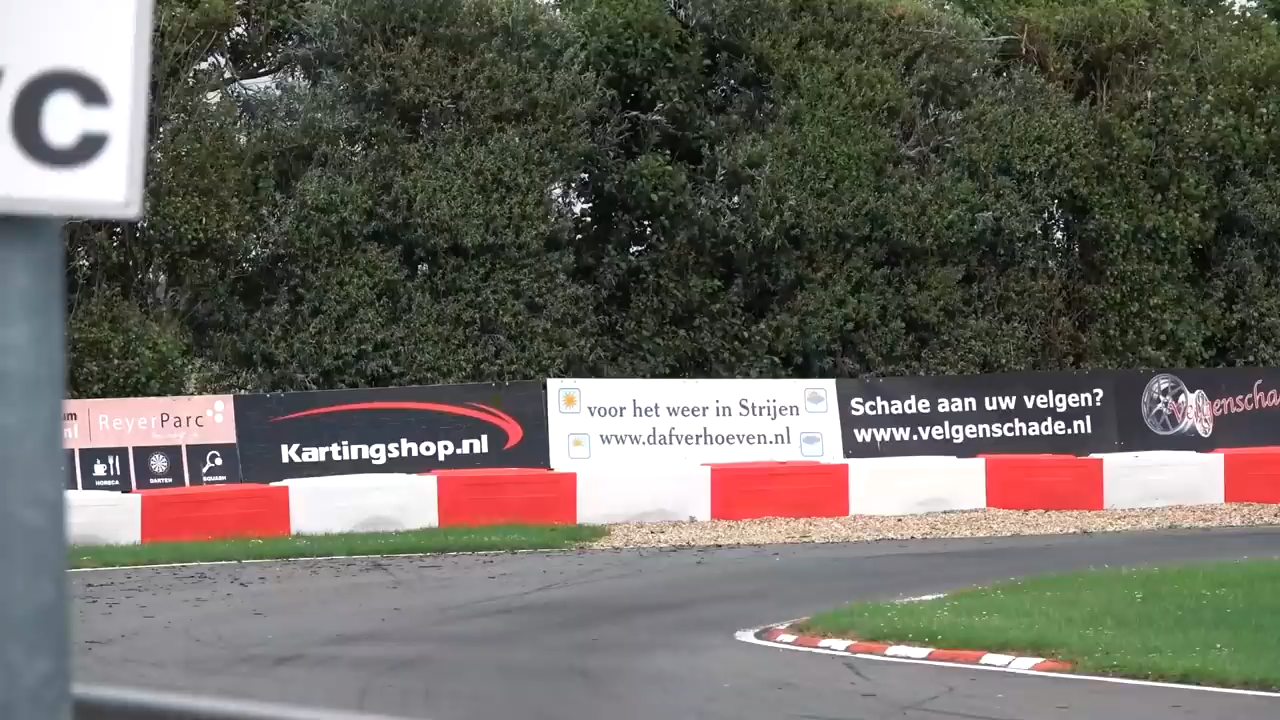 C
ReyerParc
HORECA
DARTEN
SQUASH
Kartingshop.nl
voor het weer in Strijen
www.dafverhoeven.nl
Schade aan uw velgen?
www.velgenschade.nl
Velgenscha